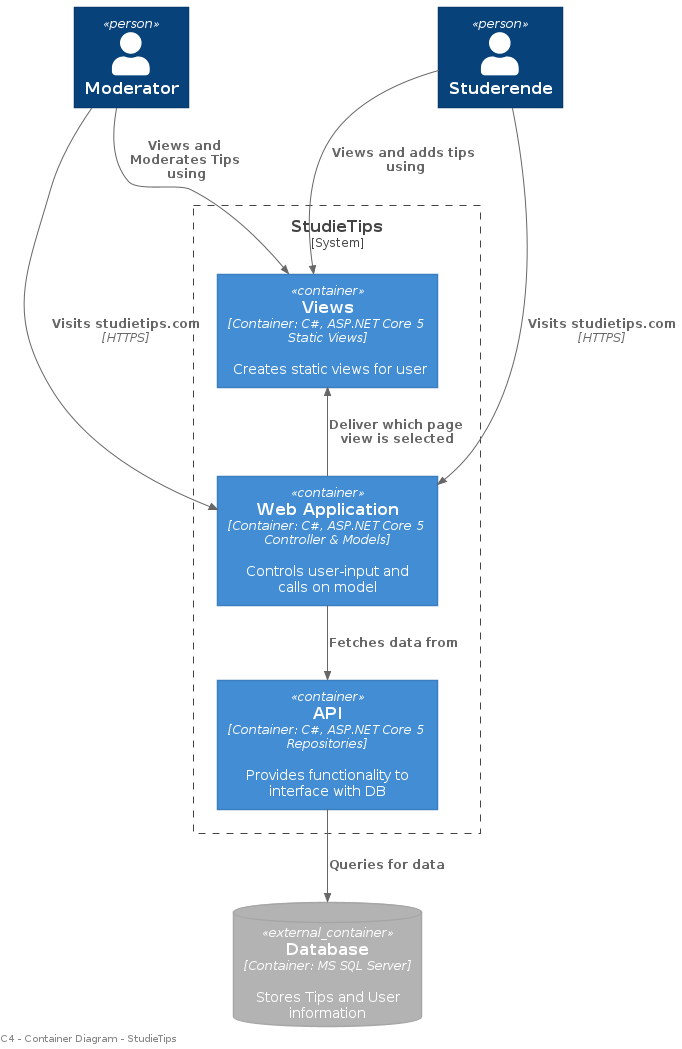 «person»
Moderator
«person»
Studerende
Views and
Moderates Tips
using
Views and adds tips
using
StudieTips
[System]
«container»
Views
[Container: C#, ASP.NET Core 5
Static Views]
Creates static views for user
Visits studietips.com
[HTTPS]
Visits studietips.com
[HTTPS]
Deliver which page
view is selected
«container»
Web Application
[Container: C#, ASP.NET Core 5
Controller & Models]
Controls user-input and
calls on model
Fetches data from
«container»
API
[Container: C#, ASP.NET Core 5
Repositories]
Provides functionality to
interface with DB
Queries for data
«external_container»
Database
[Container: MS SQL Server]
Stores Tips and User
information
C4 - Container Diagram - StudieTips